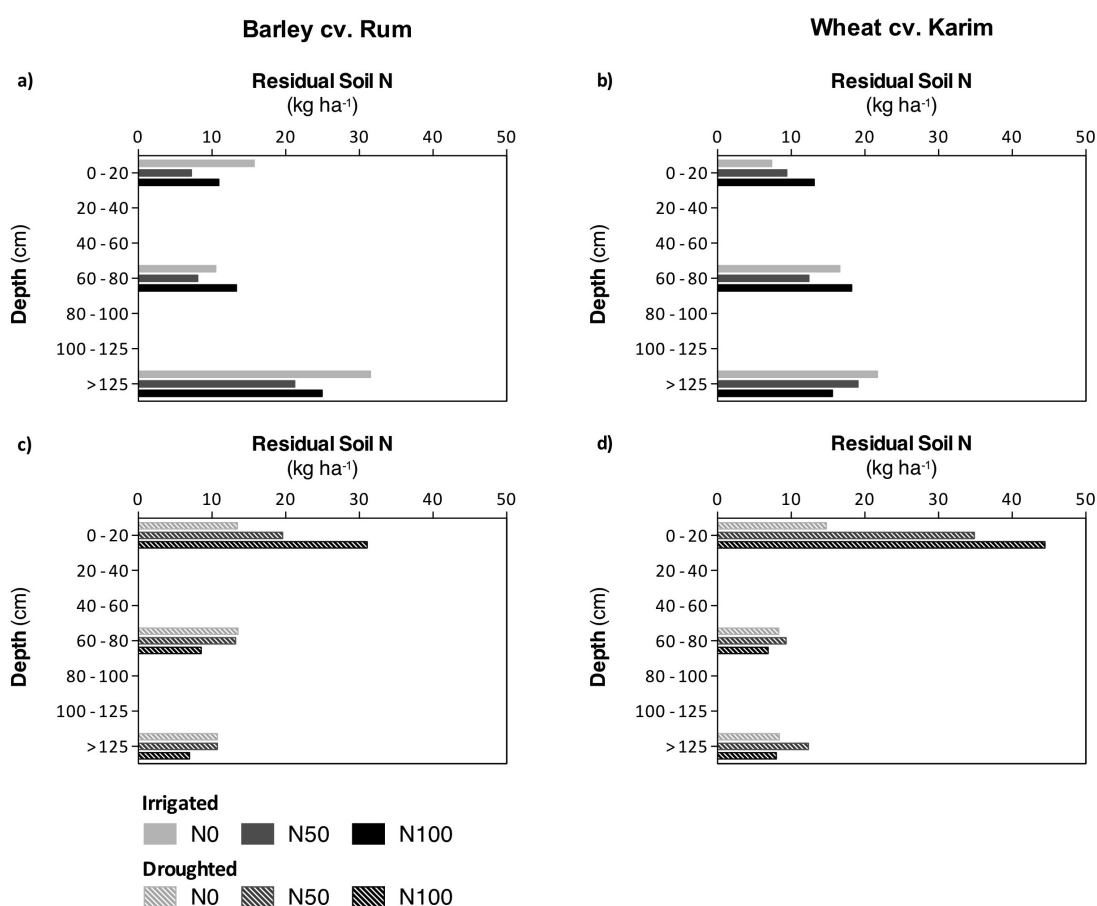 Barley cv. Rum
Wheat cv. Karim
a)
Residual Soil N
(kg ha-1)
0 10 20 30 40 50
0 - 20
20 - 40
40 - 60
60 - 80
80 - 100
100 - 125
> 125
Depth (cm)
b)
Residual Soil N
(kg ha-1)
0 10 20 30 40 50
0 - 20
20 - 40
40 - 60
60 - 80
80 - 100
100 - 125
> 125
Depth (cm)
c)
Residual Soil N
(kg ha-1)
0 10 20 30 40 50
0 - 20
20 - 40
40 - 60
60 - 80
80 - 100
100 - 125
> 125
Depth (cm)
d)
Residual Soil N
(kg ha-1)
0 10 20 30 40 50
0 - 20
20 - 40
40 - 60
60 - 80
80 - 100
100 - 125
> 125
Depth (cm)
Irrigated
N0 N50 N100
Droughted
N0 N50 N100